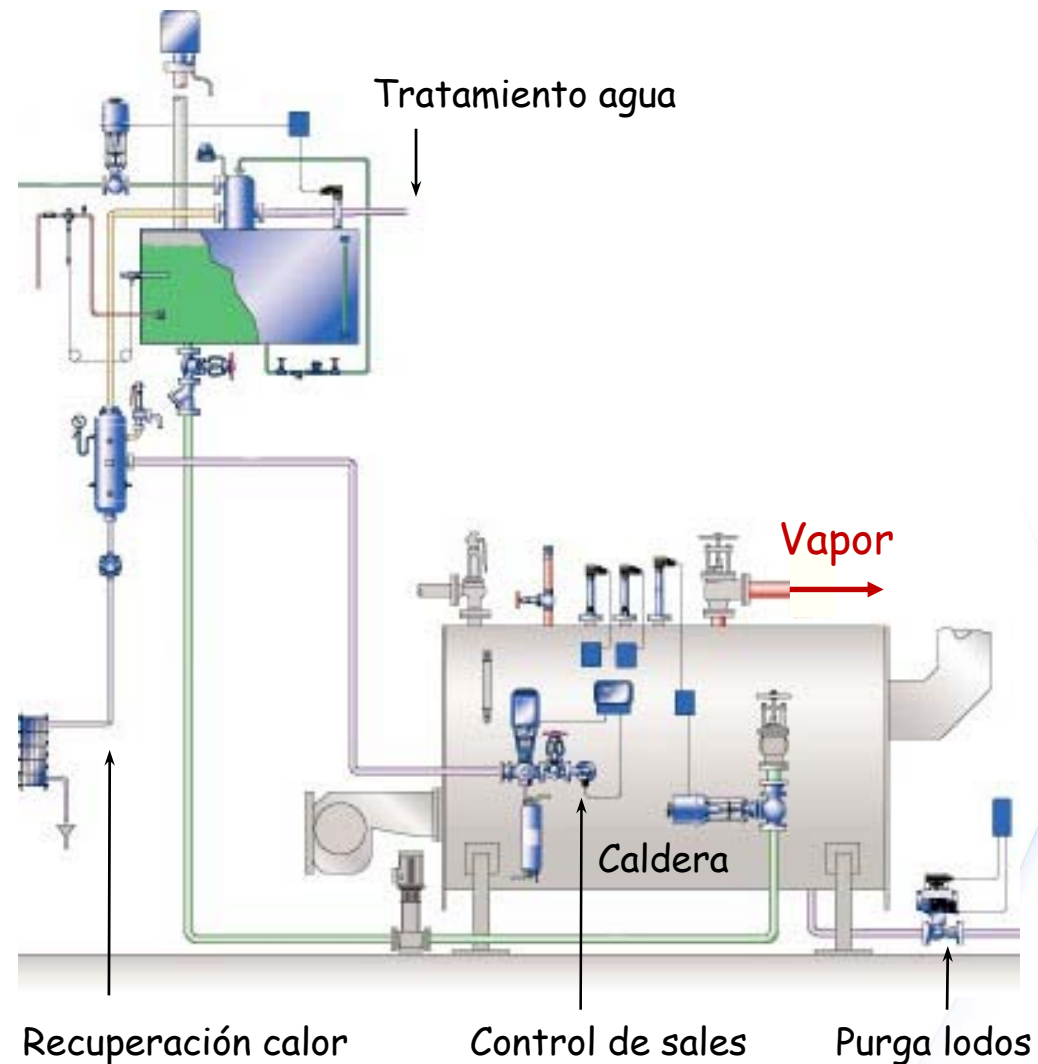 Tratamiento agua
Vapor
Caldera
Recuperación calor
Control de sales
Purga lodos